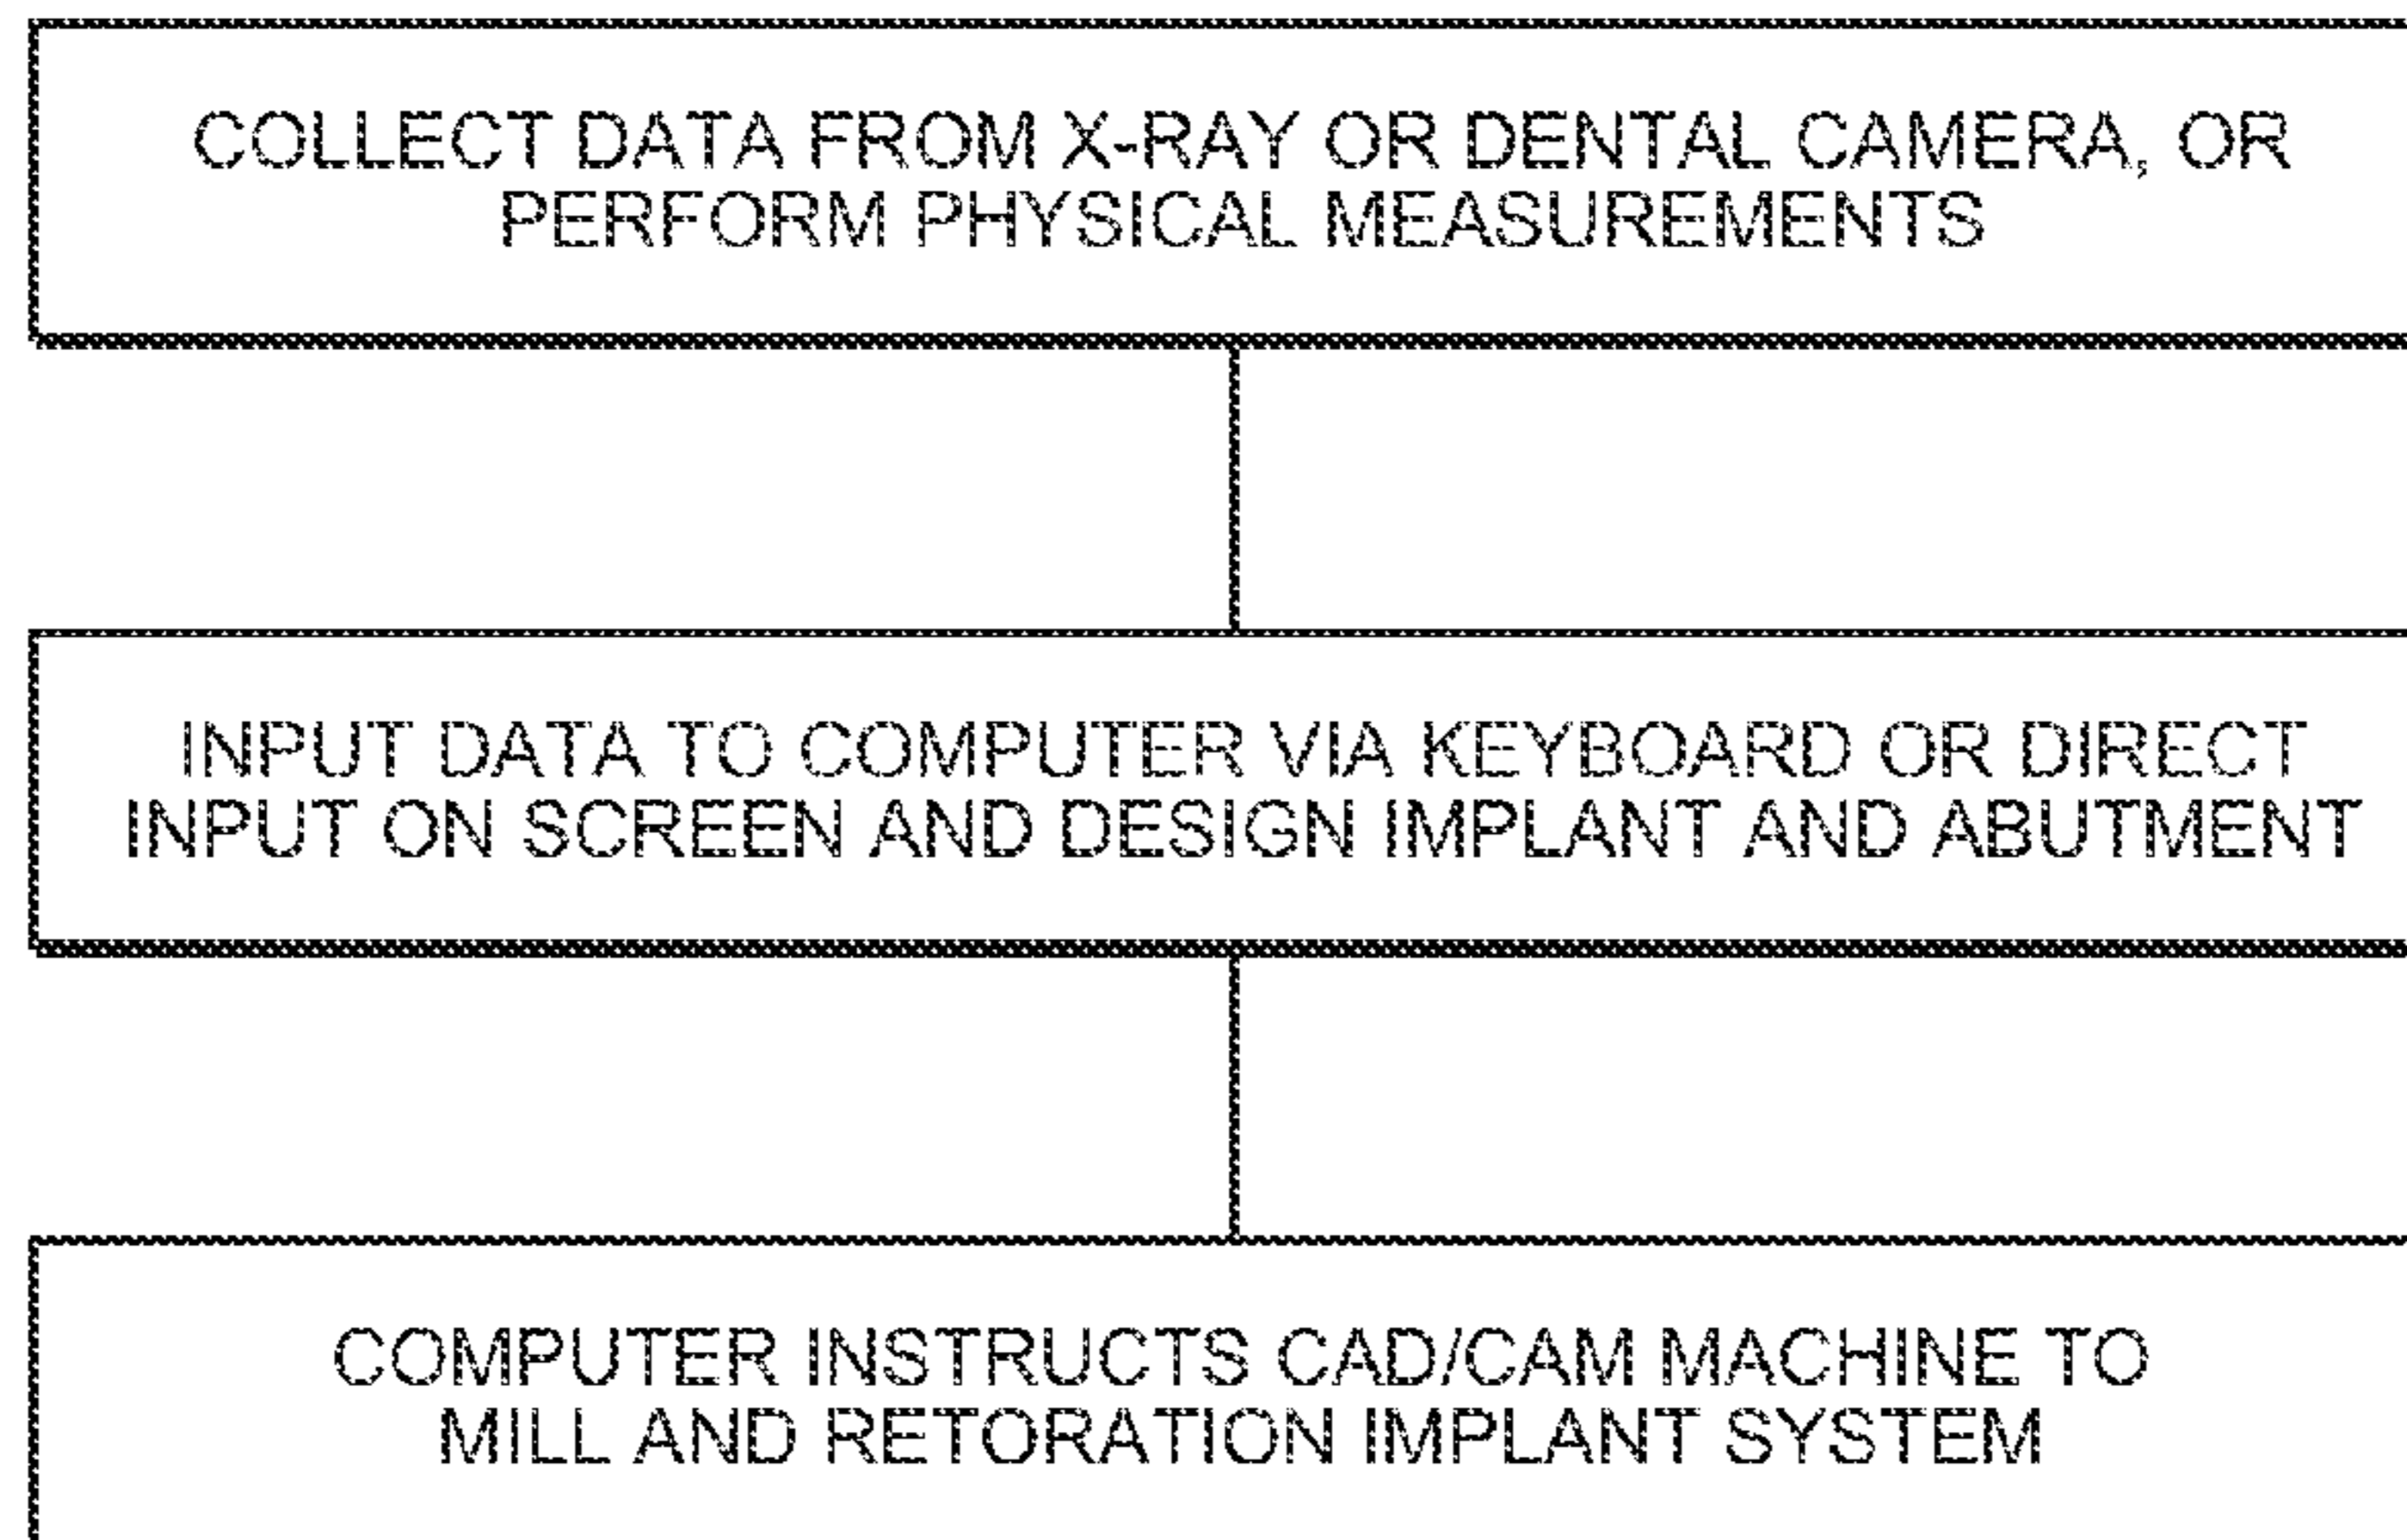 COLLECT DATA FROM X-RAY OR DENTAL CAMERA, OR
PERFORM PHYSICAL MEASUREMENTS
INPUT DATA TO COMPUTER VIA KEYBOARD OR DIRECT
INPUT ON SCREEN AND DESIGN IMPLANT AND ABUTMENT
COMPUTER INSTRUCTS CAD/CAM MACHINE TO
MILL AND RETORATION IMPLANT SYSTEM